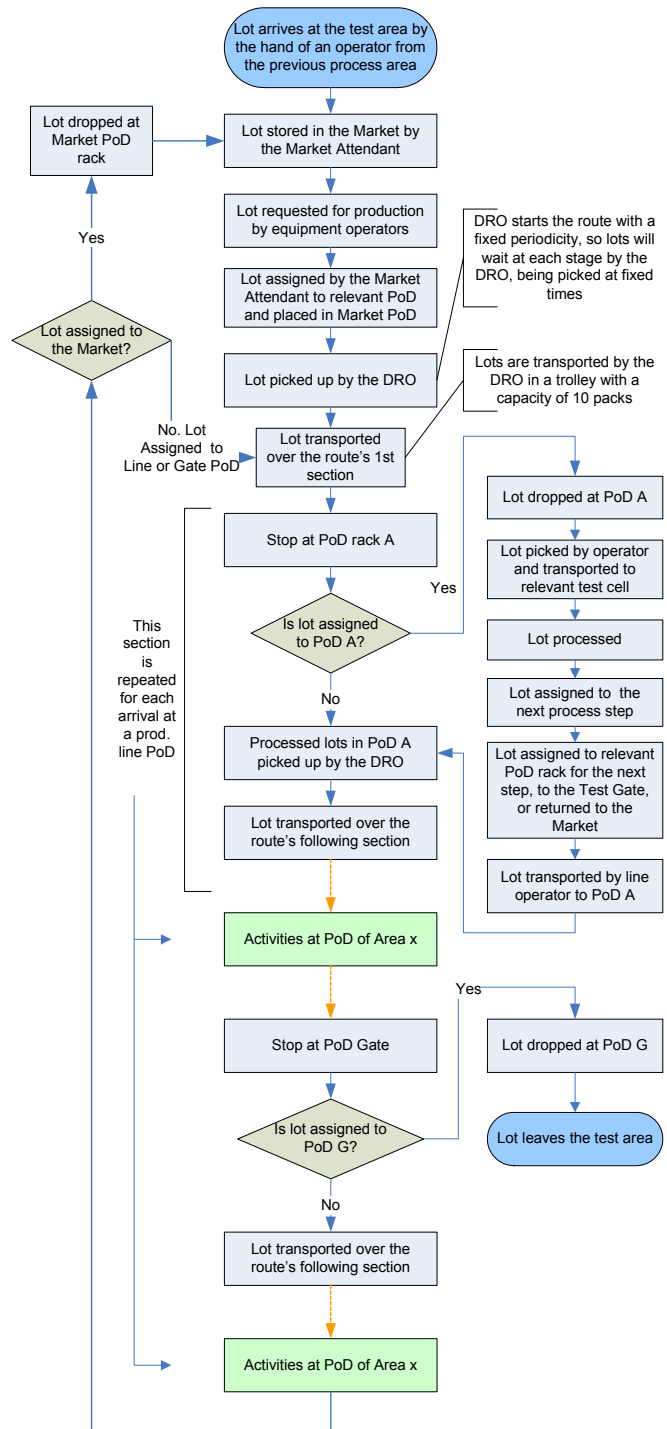 Lot arrives at the test area by
the hand of an operator from
the previous process area
Lot dropped at
Market PoD
rack
Lot stored in the Market by
the Market Attendant
Yes
Lot requested for production
by equipment operators
DRO starts the route with a
fixed periodicity, so lots will
wait at each stage by the
DRO, being picked at fixed
times
Lot assigned by the Market
Attendant to relevant PoD
and placed in Market PoD
Lot assigned to
the Market?
Lot picked up by the DRO
Lots are transported by the
DRO in a trolley with a
capacity of 10 packs
No. Lot
Assigned to
Line or Gate PoD
Lot transported
over the route's 1st
section
Lot dropped at PoD A
Stop at PoD rack A
Lot picked by operator
and transported to
relevant test cell
Yes
This
section
is
repeated
for each
arrival at
a prod.
line PoD
Is lot assigned
to PoD A?
Lot processed
No
Lot assigned to the
next process step
Processed lots in PoD A
picked up by the DRO
Lot assigned to relevant
PoD rack for the next
step, to the Test Gate,
or returned to the
Market
Lot transported over the
route's following section
Lot transported by line
operator to PoD A
Activities at PoD of Area x
Yes
Stop at PoD Gate
Lot dropped at PoD G
Is lot assigned to
PoD G?
Lot leaves the test area
No
Lot transported over the
route's following section
Activities at PoD of Area x